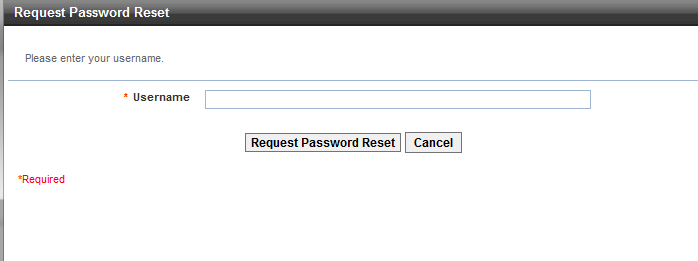 Request Password Reset
Please enter your username.
* Username
Request Password Reset Cancel
*Required